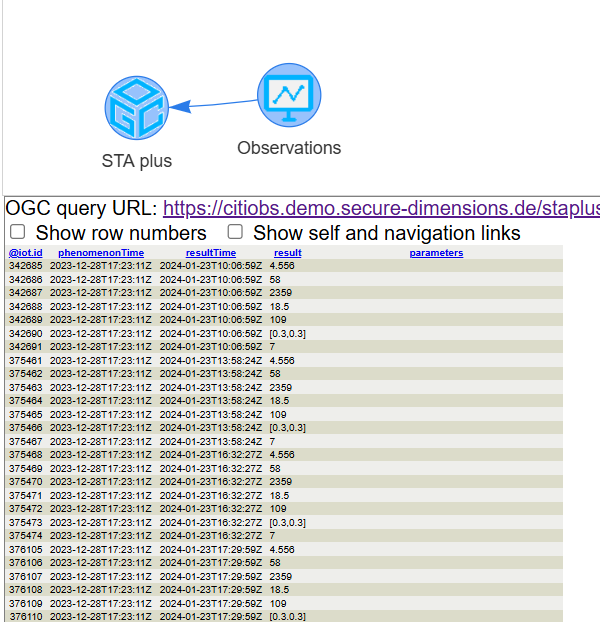 OGC
STA plus
Observations
OGC query URL: https://citiobs.demo.secure-dimensions.de/staplus
Show row numbers Show self and navigation links
@iot.id phenomenonTime resultTime result parameters
342685 2023-12-28T17:23:11Z 2024-01-23T10:06:59Z 4.556
342686 2023-12-28T17:23:11Z 2024-01-23T10:06:59Z 58
342687 2023-12-28T17:23:11Z 2024-01-23T10:06:59Z 2359
342688 2023-12-28T17:23:11Z 2024-01-23T10:06:59Z 18.5
342689 2023-12-28T17:23:11Z 2024-01-23T10:06:59Z 109
342690 2023-12-28T17:23:11Z 2024-01-23T10:06:59Z [0.3,0.3]
342691 2023-12-28T17:23:11Z 2024-01-23T10:06:59Z 7
375461 2023-12-28T17:23:11Z 2024-01-23T13:58:24Z 4.556
375462 2023-12-28T17:23:11Z 2024-01-23T13:58:24Z 58
375463 2023-12-28T17:23:11Z 2024-01-23T13:58:24Z 2359
375464 2023-12-28T17:23:11Z 2024-01-23T13:58:24Z 18.5
375465 2023-12-28T17:23:11Z 2024-01-23T13:58:24Z 109
375466 2023-12-28T17:23:11Z 2024-01-23T13:58:24Z [0.3,0.3]
375467 2023-12-28T17:23:11Z 2024-01-23T13:58:24Z 7
375468 2023-12-28T17:23:11Z 2024-01-23T16:32:27Z 4.556
375469 2023-12-28T17:23:11Z 2024-01-23T16:32:27Z 58
375470 2023-12-28T17:23:11Z 2024-01-23T16:32:27Z 2359
375471 2023-12-28T17:23:11Z 2024-01-23T16:32:27Z 18.5
375472 2023-12-28T17:23:11Z 2024-01-23T16:32:27Z 109
375473 2023-12-28T17:23:11Z 2024-01-23T16:32:27Z [0.3,0.3]
375474 2023-12-28T17:23:11Z 2024-01-23T16:32:27Z 7
376105 2023-12-28T17:23:11Z 2024-01-23T17:29:59Z 4.556
376106 2023-12-28T17:23:11Z 2024-01-23T17:29:59Z 58
376107 2023-12-28T17:23:11Z 2024-01-23T17:29:59Z 2359
376108 2023-12-28T17:23:11Z 2024-01-23T17:29:59Z 18.5
376109 2023-12-28T17:23:11Z 2024-01-23T17:29:59Z 109
376110 2023-12-28T17:23:11Z 2024-01-23T17:29:59Z [0.3,0.3]